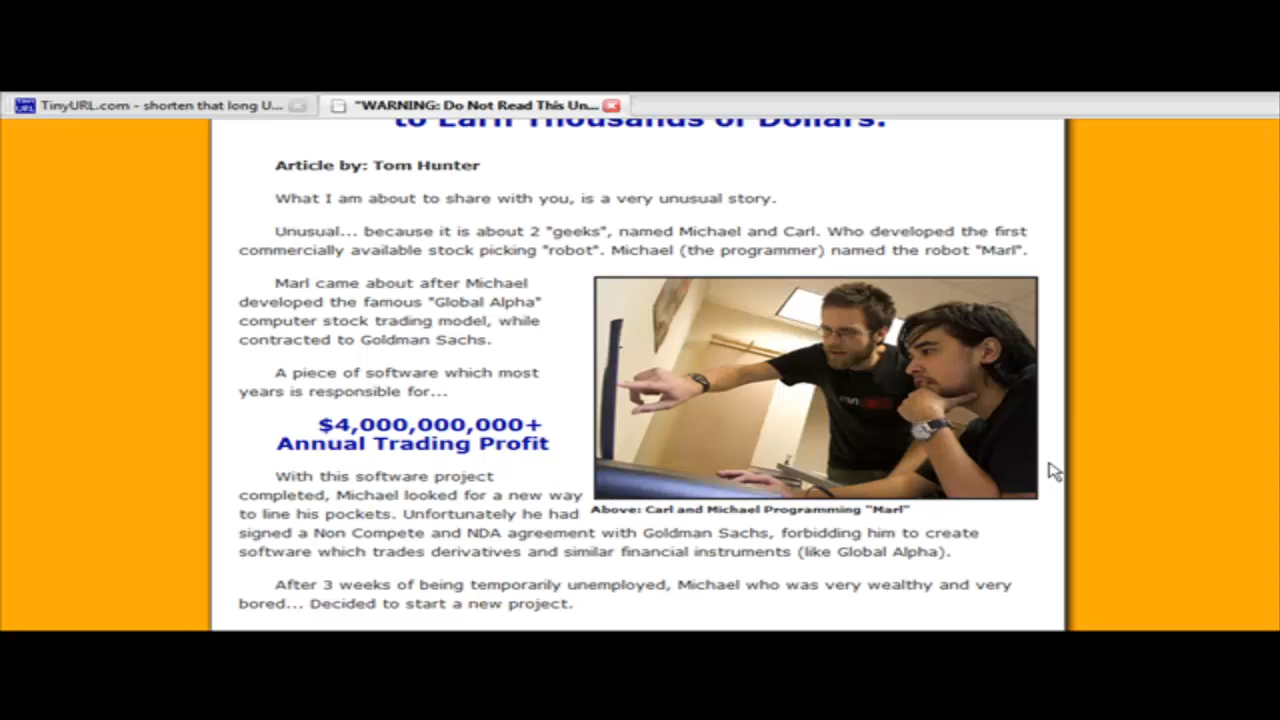 TinyURL.com - shorten that long U...
"WARNING: Do Not Read This Un...
to Earn Thousands of Dollars.
Article by: Tom Hunter
What I am about to share with you, is a very unusual story.
Unusual... because it is about 2 "geeks", named Michael and Carl. Who developed the first
commercially available stock picking "robot". Michael (the programmer) named the robot "Marl".
Marl came about after Michael
developed the famous "Global Alpha"
computer stock trading model, while
contracted to Goldman Sachs.
A piece of software which most
years is responsible for...
$4,000,000,000+
Annual Trading Profit
With this software project
completed, Michael looked for a new way
to line his pockets. Unfortunately he had
Above: Carl and Michael Programming "Marl"
signed a Non Compete and NDA agreement with Goldman Sachs, forbidding him to create
software which trades derivatives and similar financial instruments (like Global Alpha).
After 3 weeks of being temporarily unemployed, Michael who was very wealthy and very
bored... Decided to start a new project.